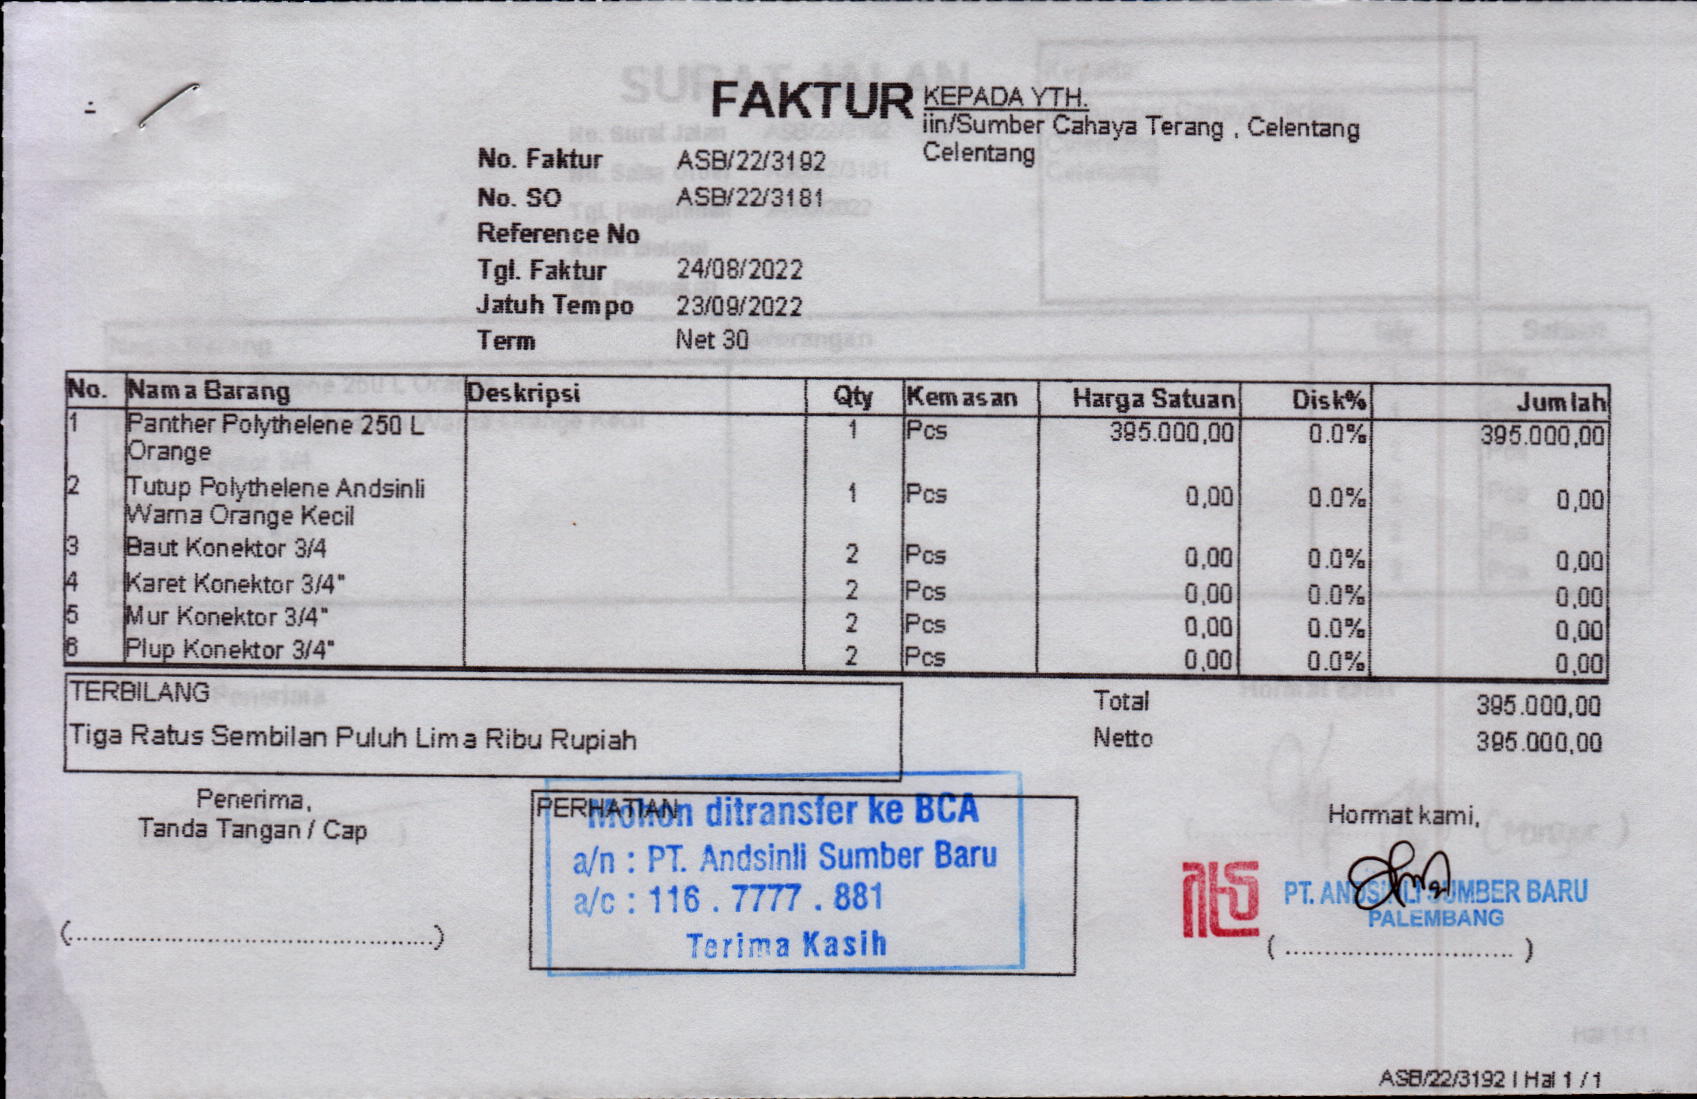 FAKTUR
KEPADA YTH.
iin/Sumber Cahaya Terang , Celentang
Celentang
No. Faktur ASB/22/3192
No. SO ASB/22/3181
Reference No
Tgl. Faktur 24/08/2022
Jatuh Tempo 23/09/2022
Term Net 30
No. Nama Barang Deskripsi Qty Kemasan Harga Satuan Disk% Jumlah
1 Panther Polythelene 250 L 1 Pcs 395.000,00 0.0% 395.000,00
Orange
2 Tutup Polythelene Andsinli 1 Pcs 0,00 0.0% 0,00
Warna Orange Kecil
3 Baut Konektor 3/4 2 Pcs 0,00 0.0% 0,00
4 Karet Konektor 3/4" 2 Pcs 0,00 0.0% 0,00
5 Mur Konektor 3/4" 2 Pcs 0,00 0.0% 0,00
6 Plup Konektor 3/4" 2 Pcs 0,00 0.0% 0,00
TERBILANG
Tiga Ratus Sembilan Puluh Lima Ribu Rupiah
Total 395.000,00
Netto 395.000,00
Penerima,
Tanda Tangan / Cap
(...............................................)
PERHATIAN
Mohon ditransfer ke BCA
a/n : PT. Andsinli Sumber Baru
a/c : 116 . 7777 . 881
Terima Kasih
Hormat kami,
PT. ANDSINLI SUMBER BARU
PALEMBANG
(..............................)
ASB/22/3192 | Hal 1 / 1